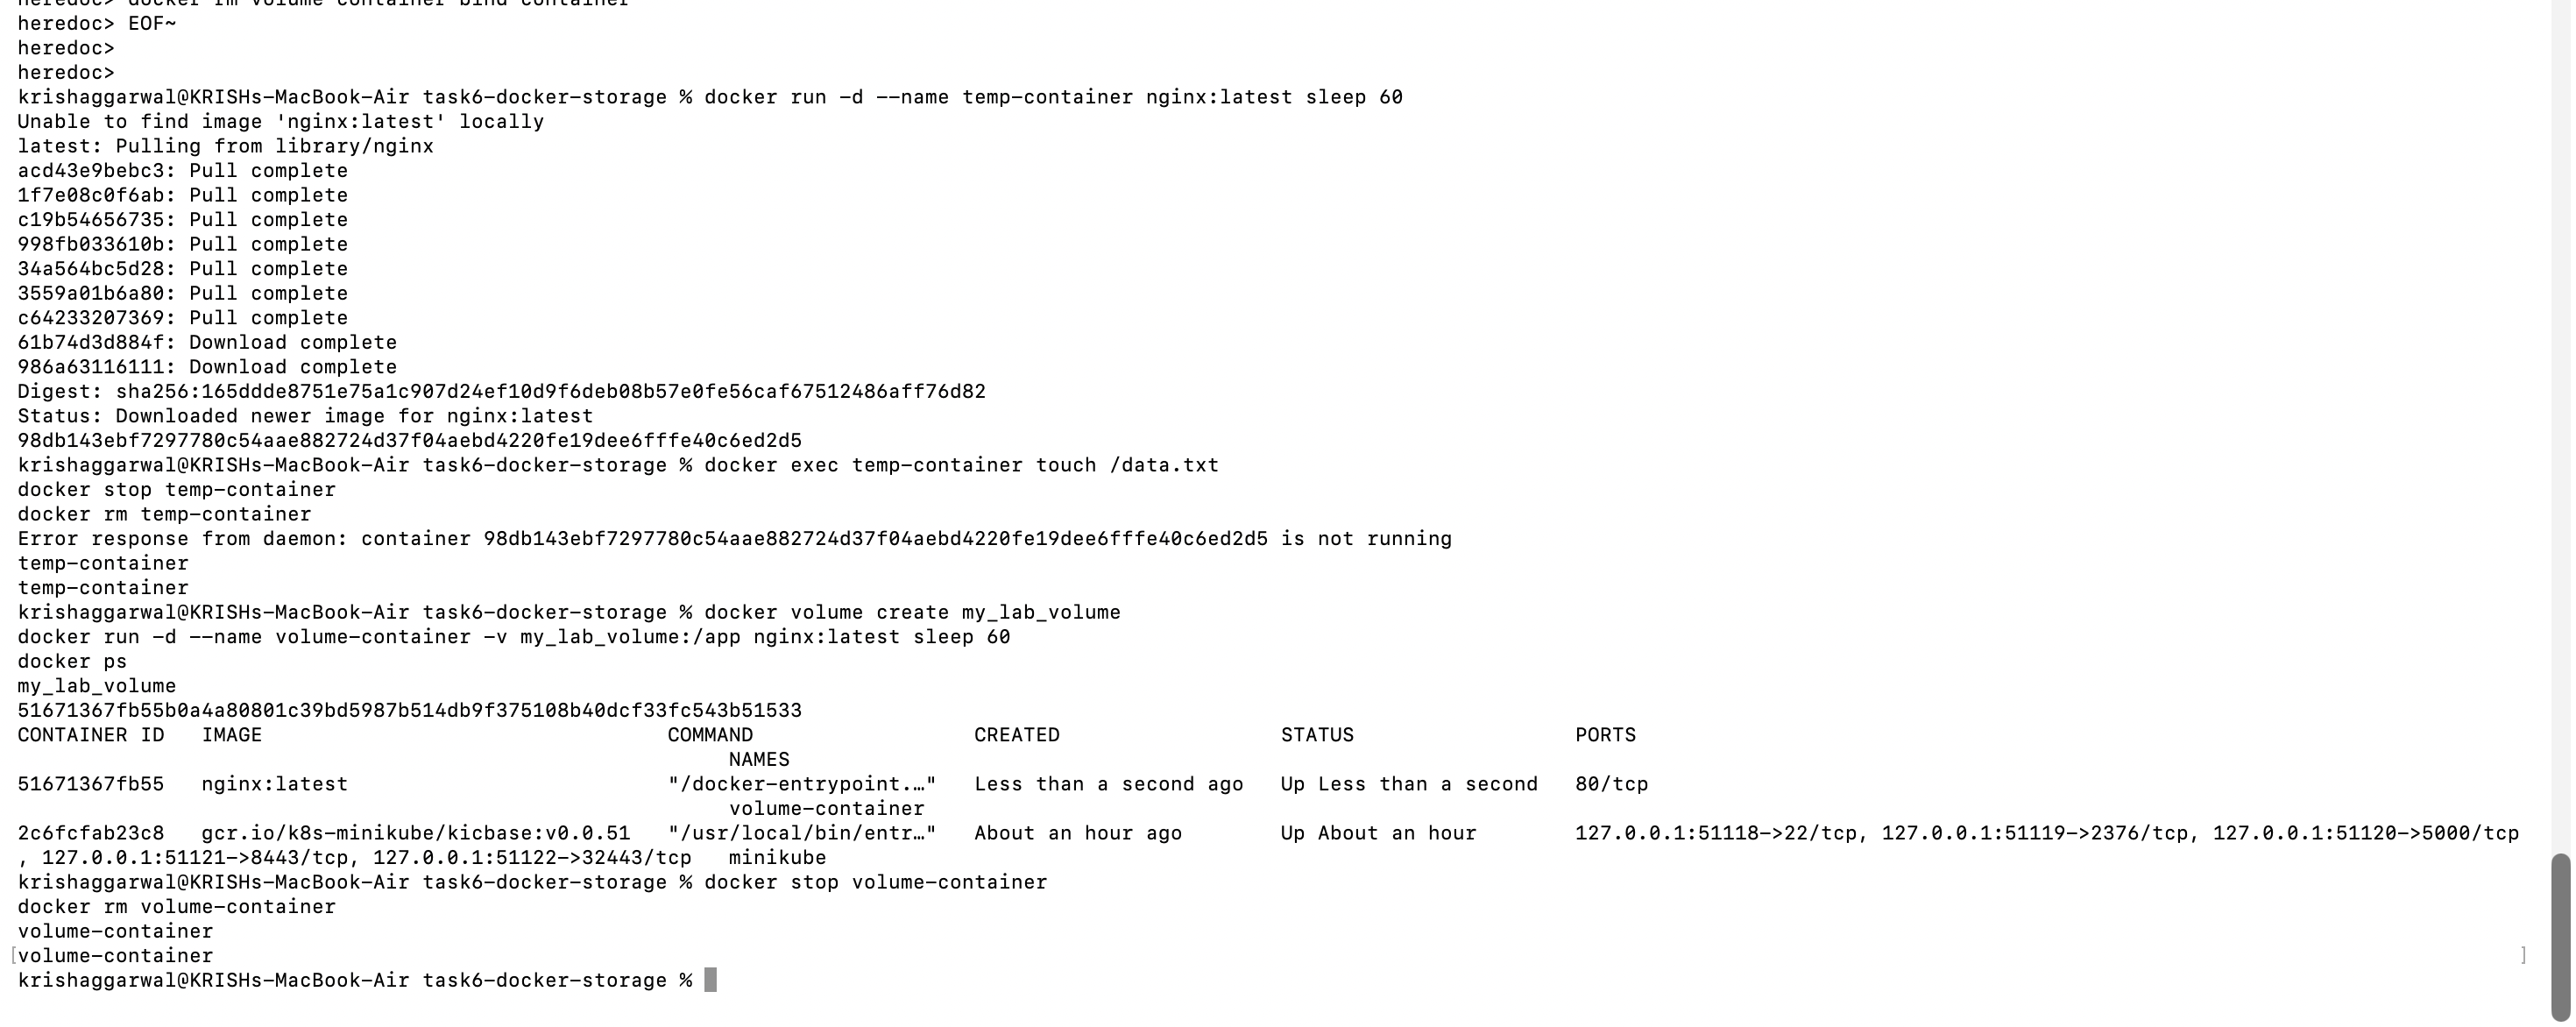 heredoc> docker rm volume-container bind-container
heredoc> EOF~
heredoc>
heredoc>
krishaggarwal@KRISHs-MacBook-Air task6-docker-storage % docker run -d --name temp-container nginx:latest sleep 60
Unable to find image 'nginx:latest' locally
latest: Pulling from library/nginx
acd43e9bebc3: Pull complete
1f7e08c0f6ab: Pull complete
c19b54656735: Pull complete
998fb033610b: Pull complete
34a564bc5d28: Pull complete
3559a01b6a80: Pull complete
c64233207369: Pull complete
61b74d3d884f: Download complete
986a63116111: Download complete
Digest: sha256:165ddde8751e75a1c907d24ef10d9f6deb08b57e0fe56caf67512486aff76d82
Status: Downloaded newer image for nginx:latest
98db143ebf7297780c54aae882724d37f04aebd4220fe19dee6fffe40c6ed2d5
krishaggarwal@KRISHs-MacBook-Air task6-docker-storage % docker exec temp-container touch /data.txt
docker stop temp-container
docker rm temp-container
Error response from daemon: container 98db143ebf7297780c54aae882724d37f04aebd4220fe19dee6fffe40c6ed2d5 is not running
temp-container
temp-container
krishaggarwal@KRISHs-MacBook-Air task6-docker-storage % docker volume create my_lab_volume
docker run -d --name volume-container -v my_lab_volume:/app nginx:latest sleep 60
docker ps
my_lab_volume
51671367fb55b0a4a80801c39bd5987b514db9f375108b40dcf33fc543b51533
CONTAINER ID   IMAGE                                 COMMAND                  CREATED                  STATUS                  PORTS
NAMES
51671367fb55   nginx:latest                          "/docker-entrypoint.…"   Less than a second ago   Up Less than a second   80/tcp
volume-container
2c6fcfab23c8   gcr.io/k8s-minikube/kicbase:v0.0.51   "/usr/local/bin/entr…"   About an hour ago        Up About an hour        127.0.0.1:51118->22/tcp, 127.0.0.1:51119->2376/tcp, 127.0.0.1:51120->5000/tcp
, 127.0.0.1:51121->8443/tcp, 127.0.0.1:51122->32443/tcp   minikube
krishaggarwal@KRISHs-MacBook-Air task6-docker-storage % docker stop volume-container
docker rm volume-container
volume-container
[volume-container ]
krishaggarwal@KRISHs-MacBook-Air task6-docker-storage %